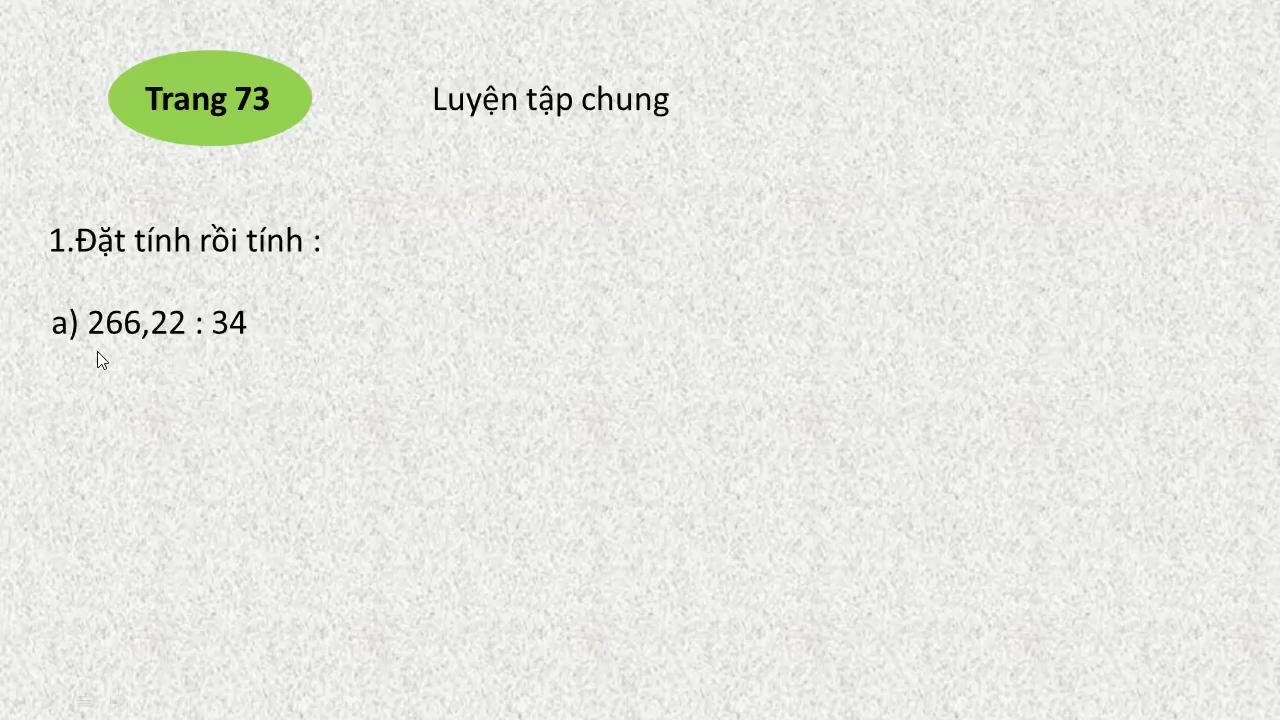 Trang 73
Luyện tập chung
1.Đặt tính rồi tính :
a) 266,22 : 34